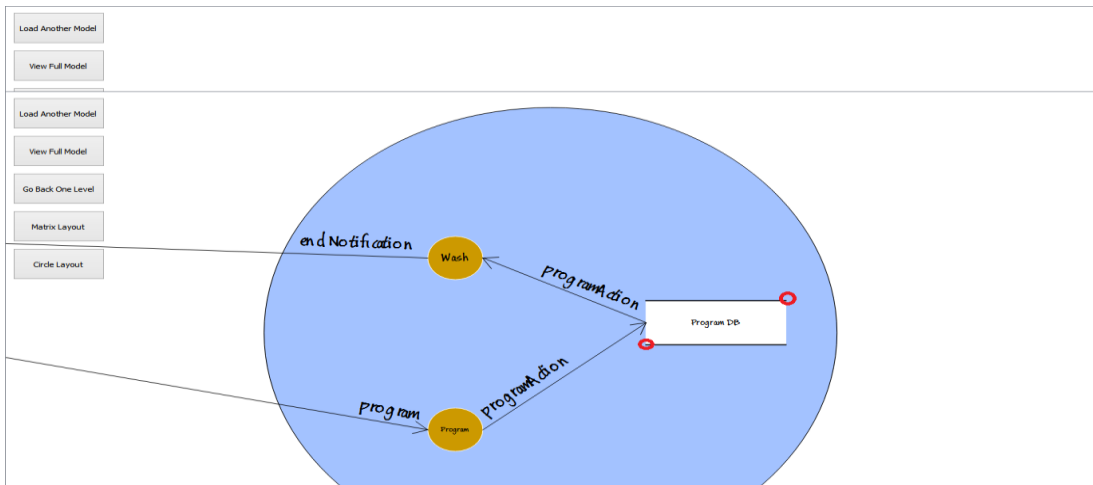 Load Another Model
View Full Model
Load Another Model
View Full Model
Go Back One Level
Matrix Layout
Circle Layout
endNotification
Wash
programAction
Program DB
programAction
program
Program